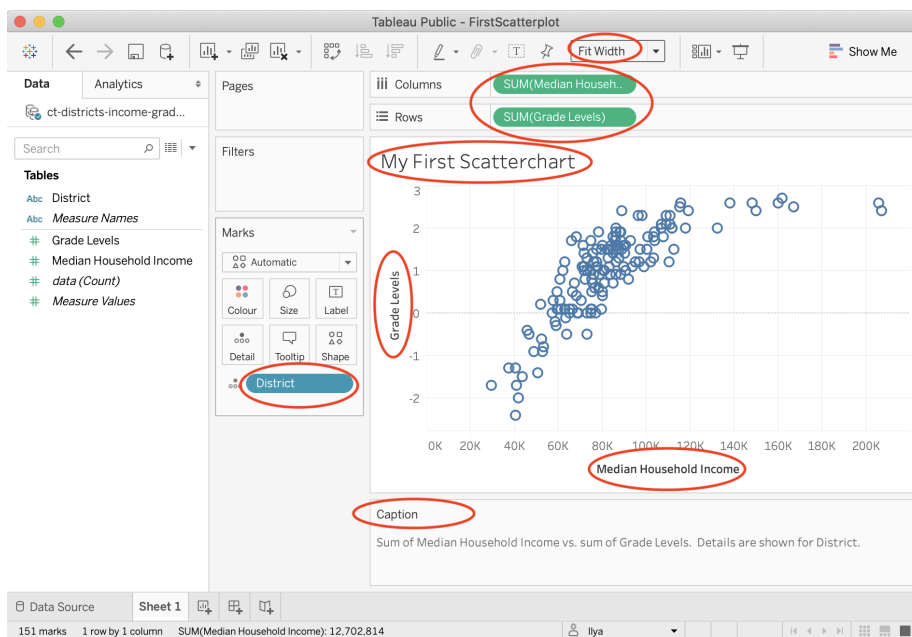 Tableau Public - FirstScatterplot
Fit Width
Show Me
Data
Analytics
Pages
Columns
SUM(Median Househ..
ct-districts-income-grad...
Rows
SUM(Grade Levels)
Search
Filters
My First Scatterchart
Tables
Abc District
Abc Measure Names
Grade Levels
Median Household Income
data (Count)
Measure Values
Marks
Automatic
Colour
Size
Label
Detail
Tooltip
Shape
District
Grade Levels
3
2
1
0
-1
-2
0K 20K 40K 60K 80K 100K 120K 140K 160K 180K 200K
Median Household Income
Caption
Sum of Median Household Income vs. sum of Grade Levels. Details are shown for District.
Data Source
Sheet 1
151 marks 1 row by 1 column SUM(Median Household Income): 12,702,814
Ilya